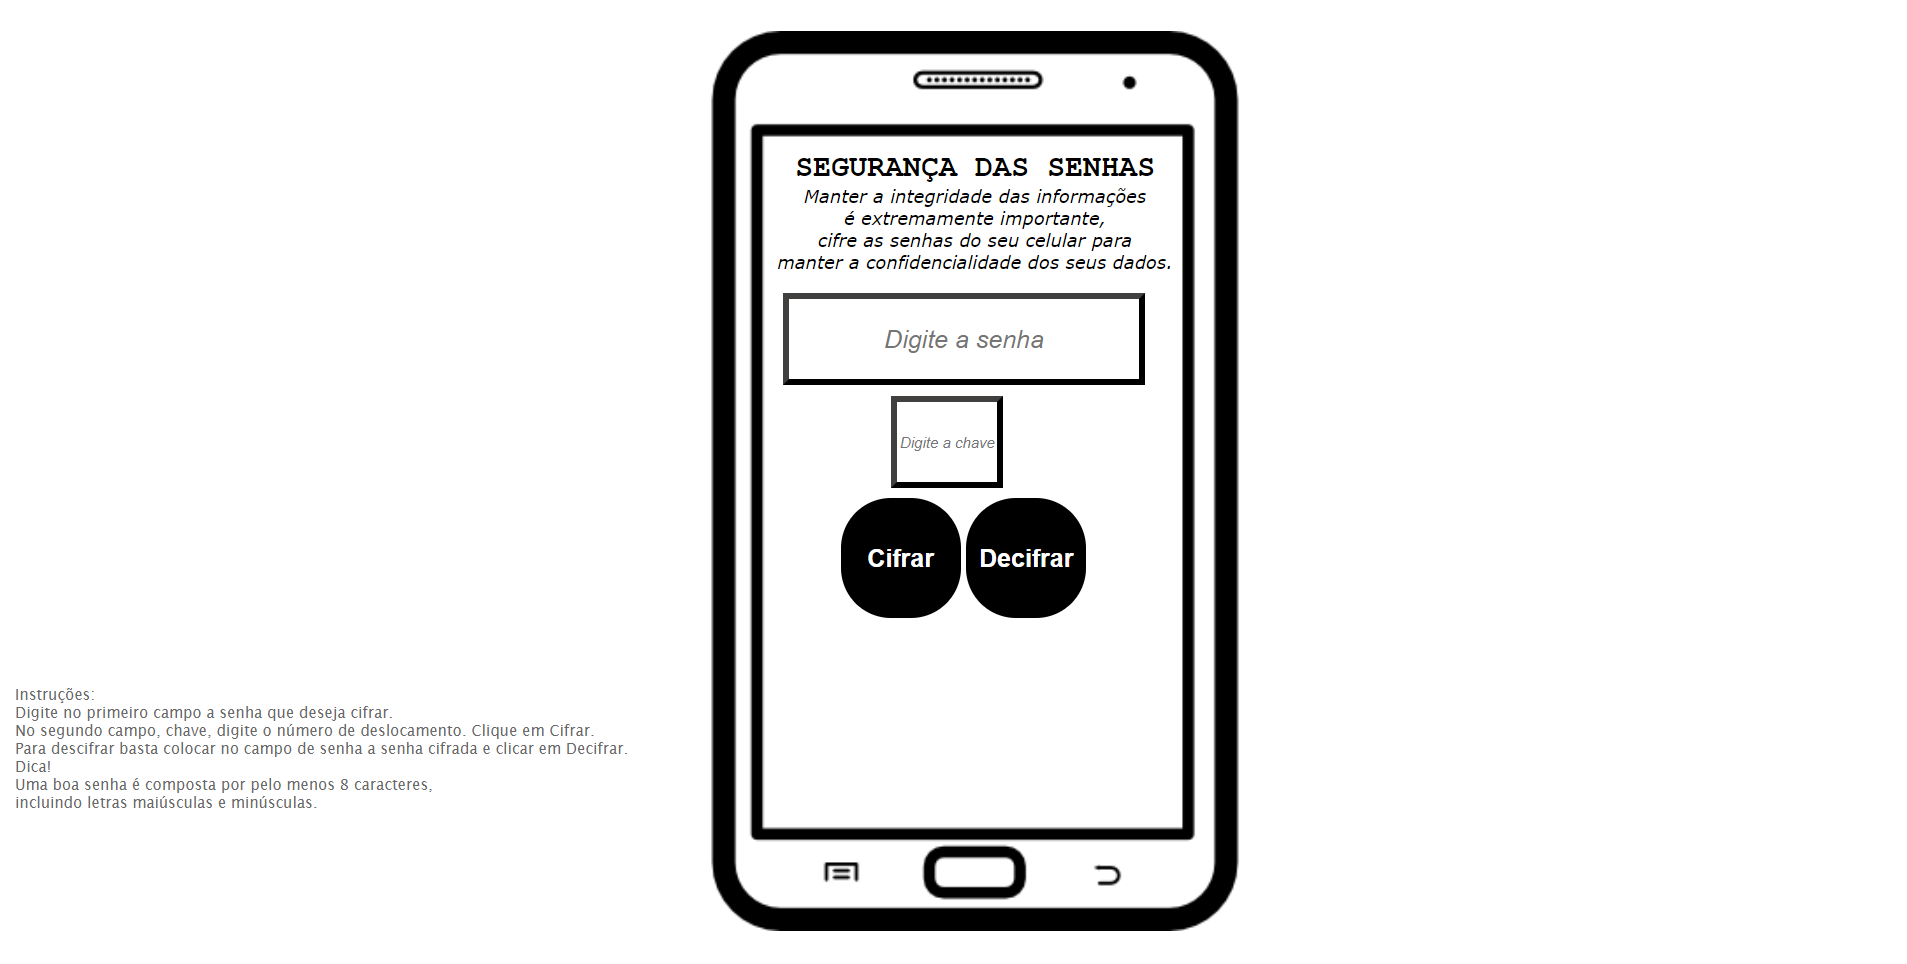 SEGURANÇA DAS SENHAS
Manter a integridade das informações
é extremamente importante,
cifre as senhas do seu celular para
manter a confidencialidade dos seus dados.
Digite a senha
Digite a chave
Cifrar
Decifrar
Instruções:
Digite no primeiro campo a senha que deseja cifrar.
No segundo campo, chave, digite o número de deslocamento. Clique em Cifrar.
Para descifrar basta colocar no campo de senha a senha cifrada e clicar em Decifrar.
Dica!
Uma boa senha é composta por pelo menos 8 caracteres,
incluindo letras maiúsculas e minúsculas.